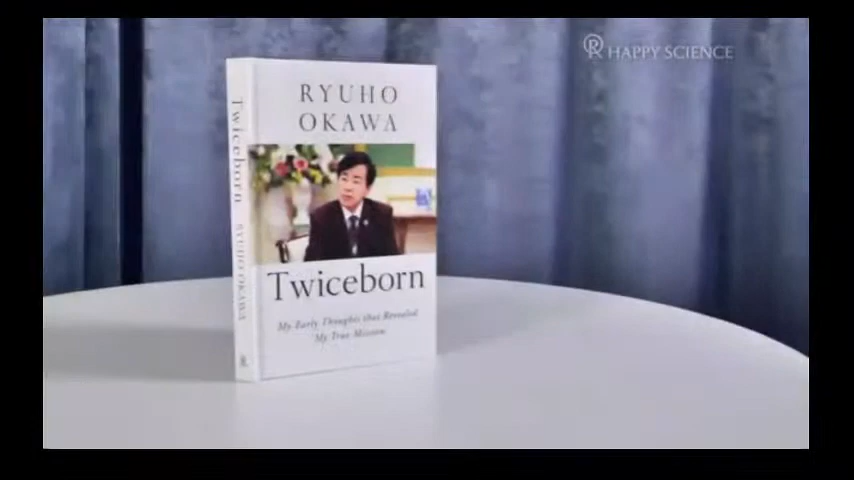 HAPPY SCIENCE
RYUHO
OKAWA
Twiceborn
My Early Thoughts that Revealed
My True Mission
Twiceborn
RYUHO OKAWA